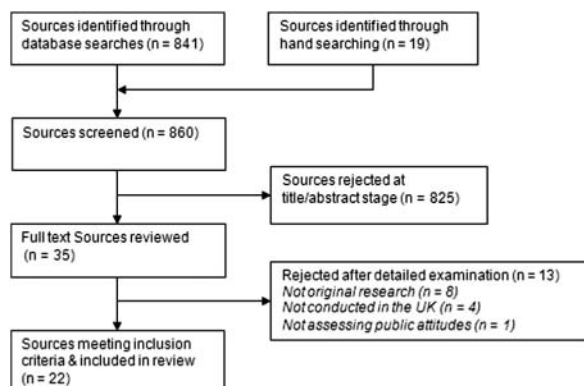 Sources identified through
database searches (n = 841)
Sources identified through
hand searching (n = 19)
Sources screened (n = 860)
Sources rejected at
title/abstract stage (n = 825)
Full text Sources reviewed
(n = 35)
Rejected after detailed examination (n = 13)
Not original research (n = 8)
Not conducted in the UK (n = 4)
Not assessing public attitudes (n = 1)
Sources meeting inclusion
criteria & included in review
(n = 22)